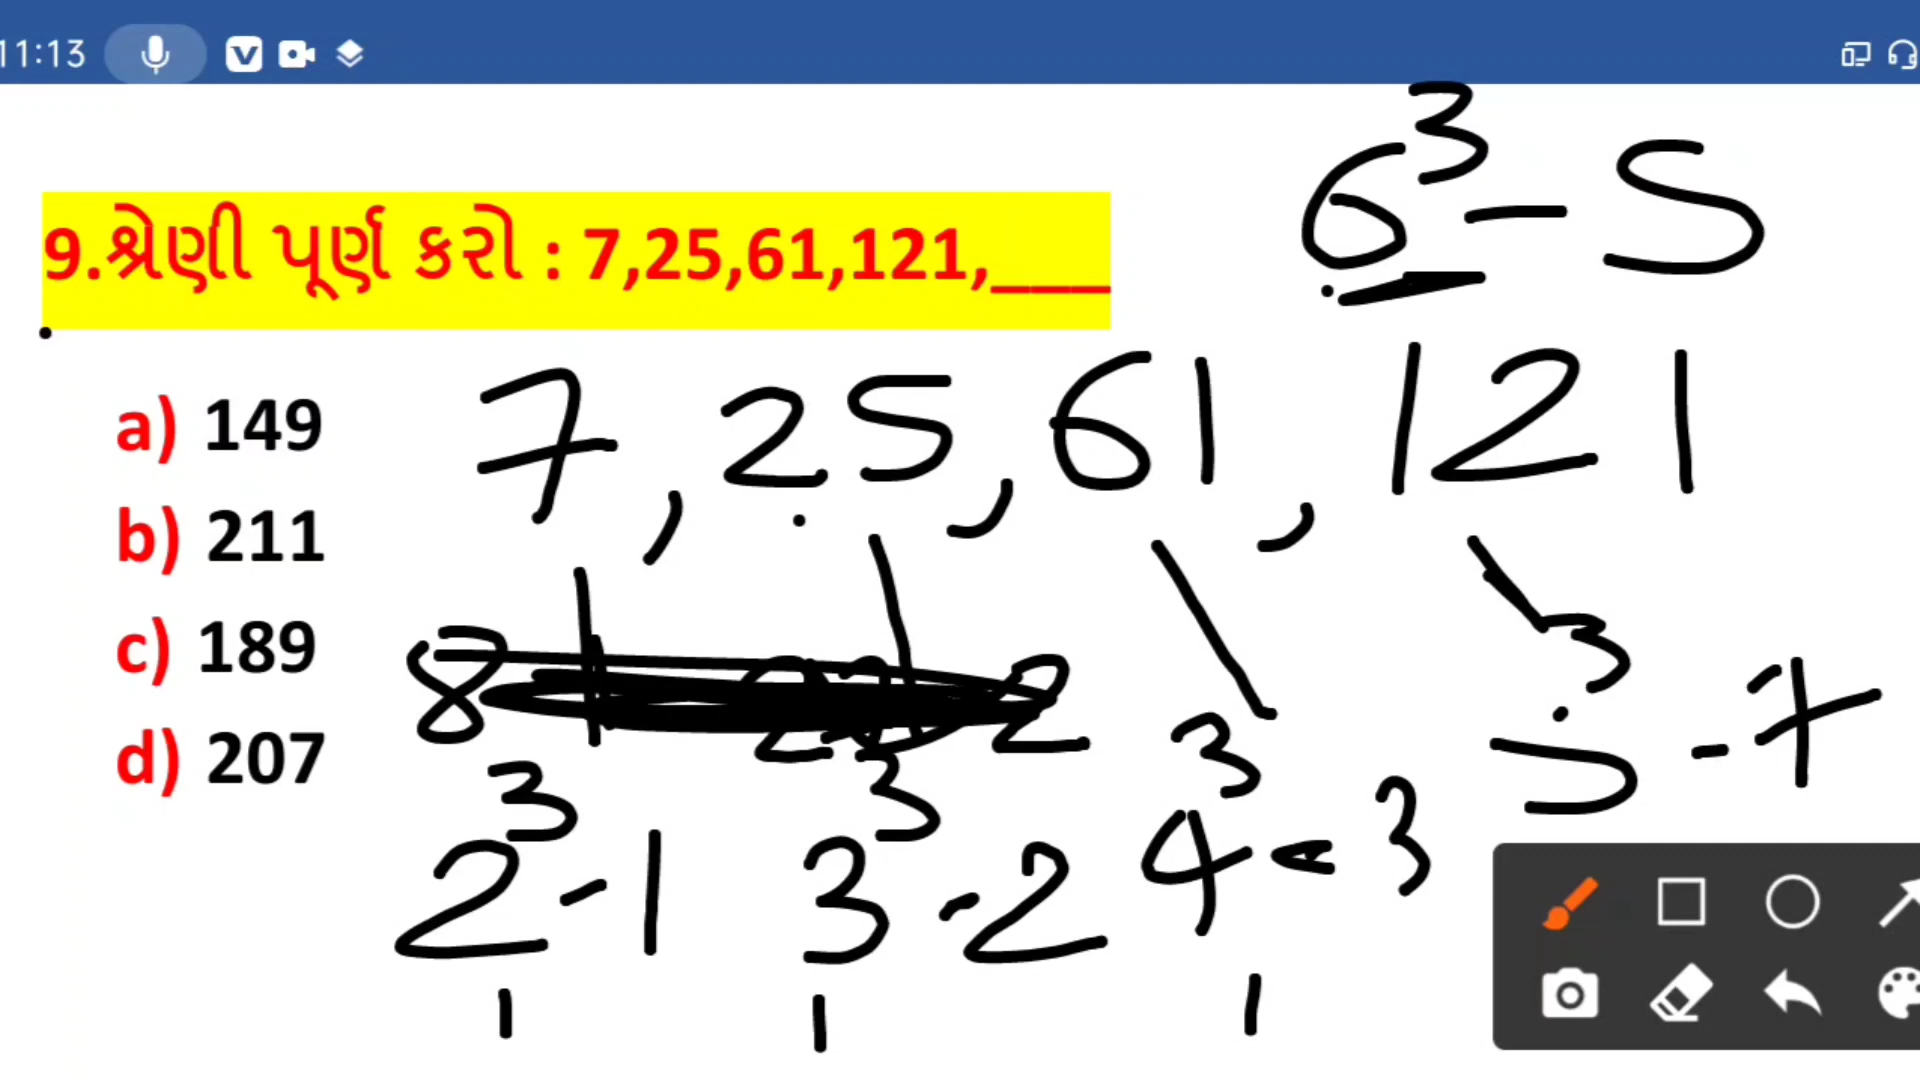 11:13
6³-5
9.શ્રેણી પૂર્ણ કરો : 7,25,61,121,___
a) 149
b) 211
c) 189
d) 207
7, 25, 61, 121
2³-1 3³-2 4³-3 5³-
1 1 1